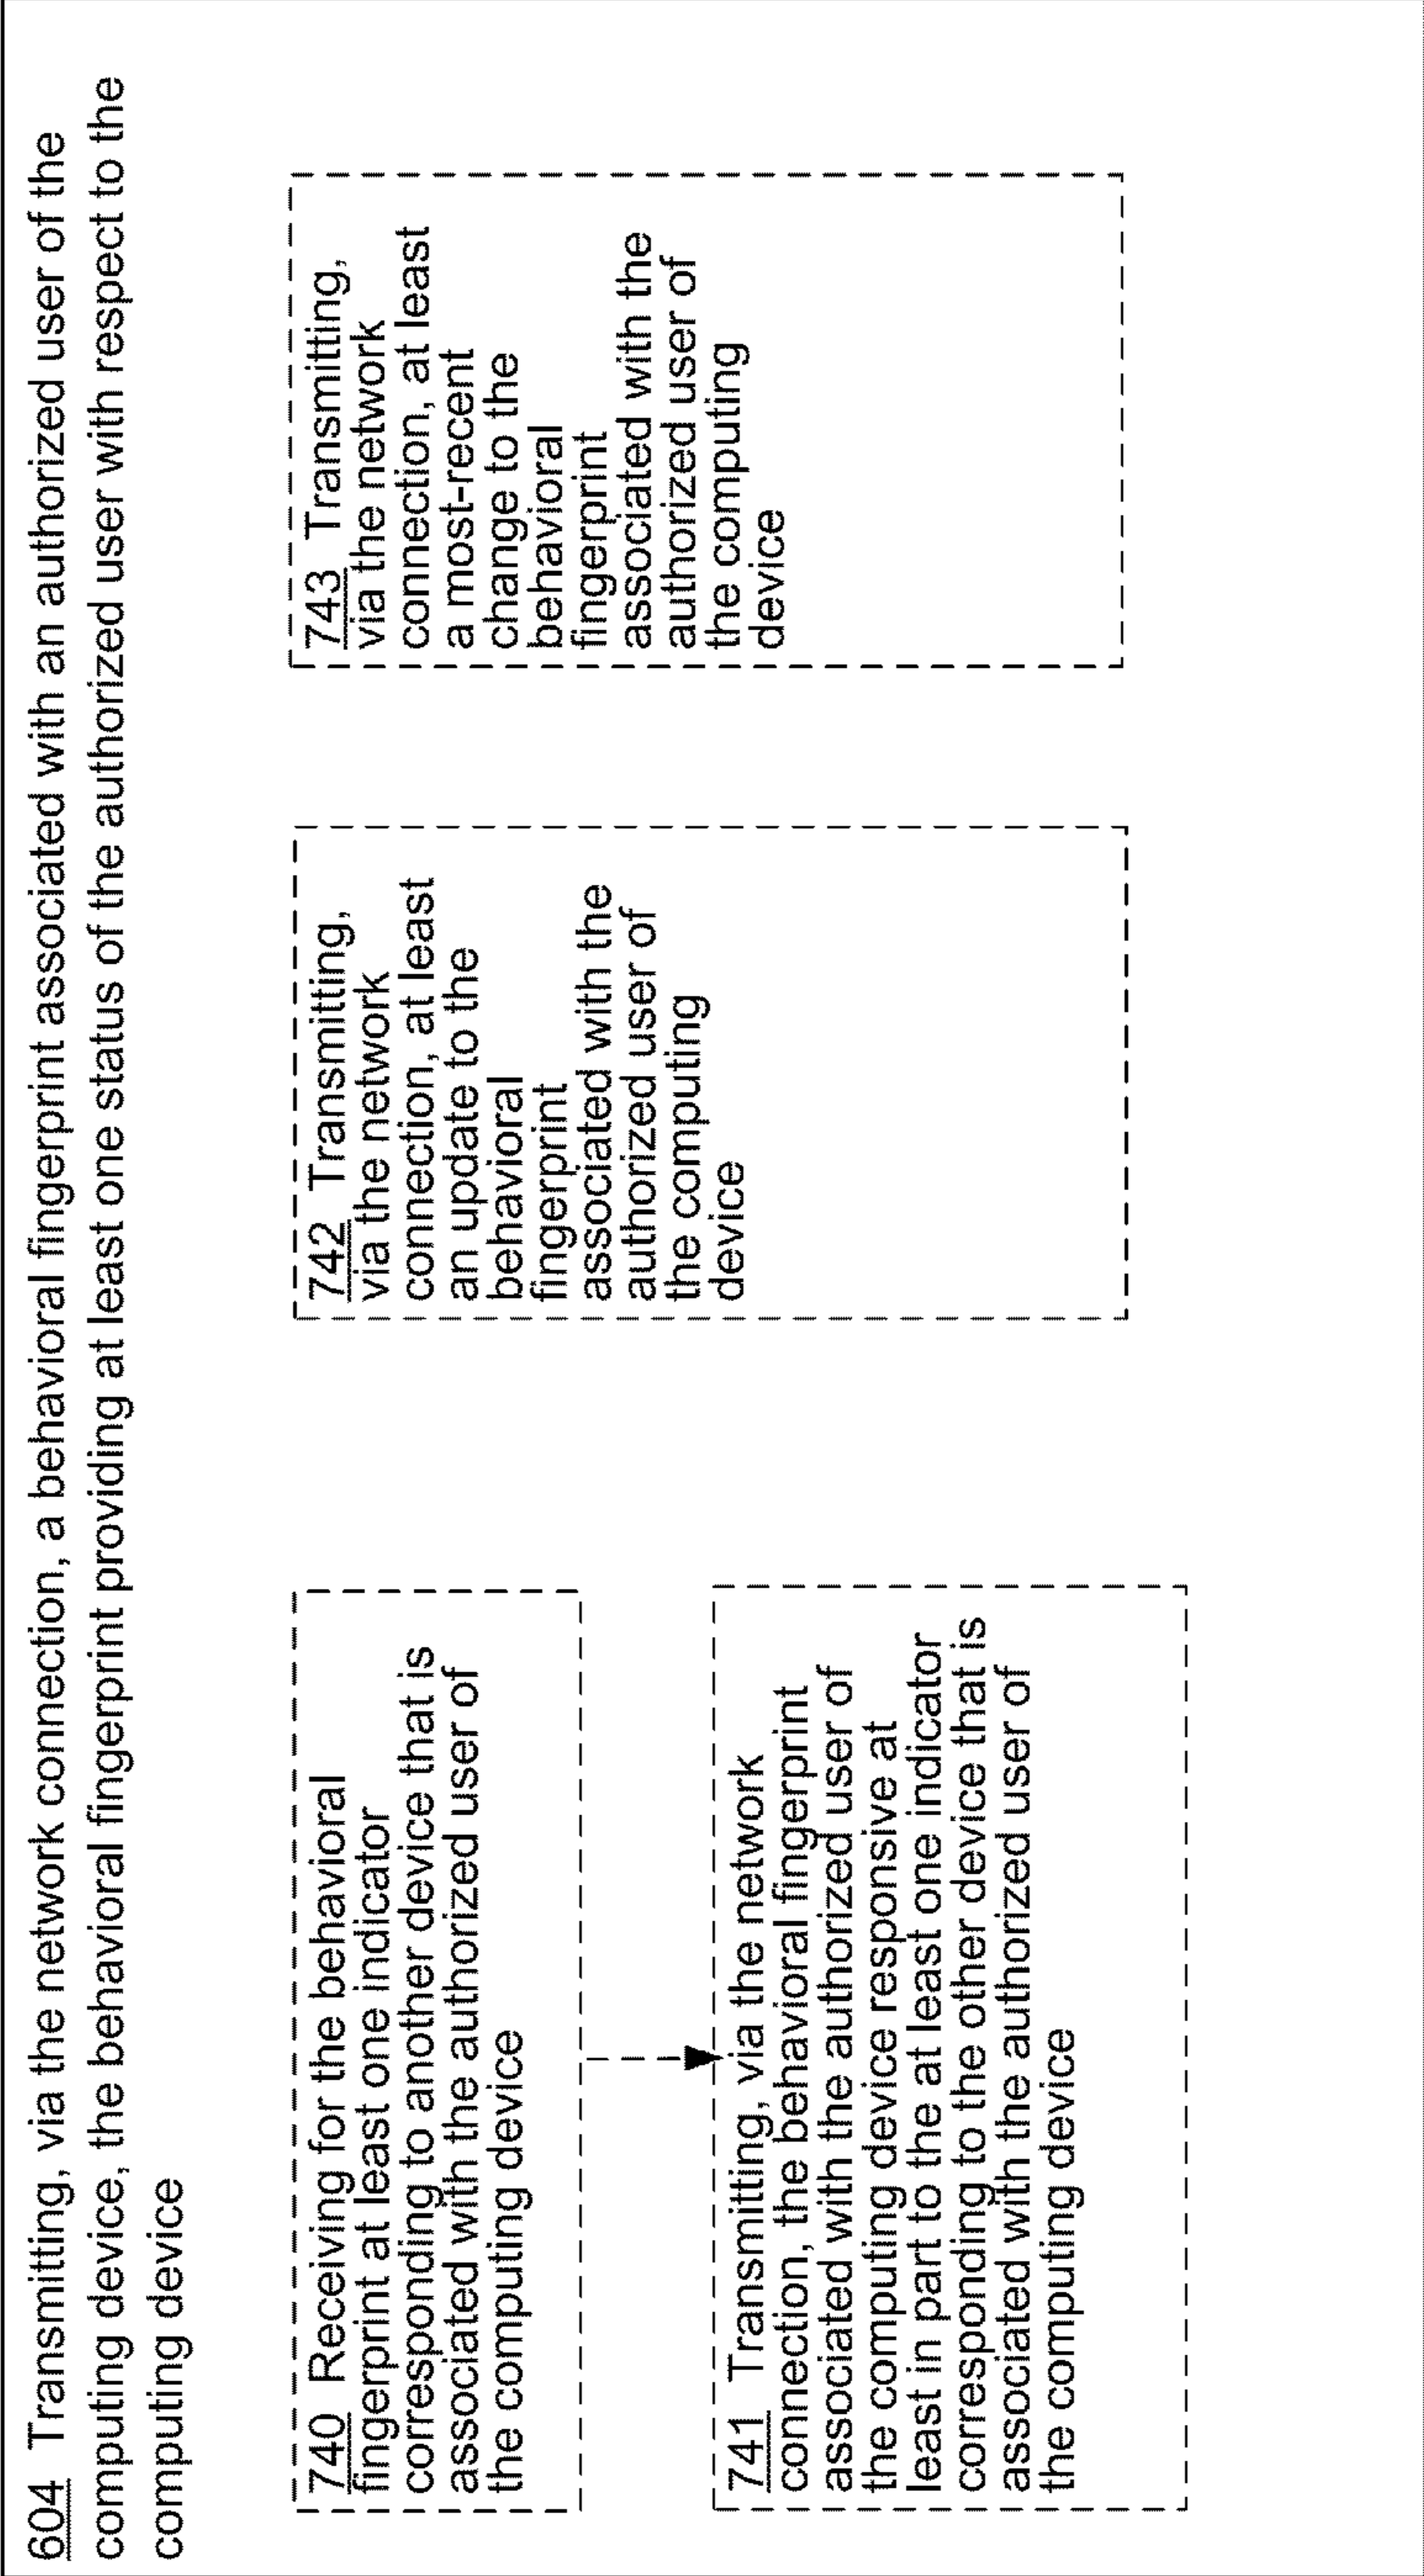 604 Transmitting, via the network connection, a behavioral fingerprint associated with an authorized user of the
computing device, the behavioral fingerprint providing at least one status of the authorized user with respect to the
computing device
740 Receiving for the behavioral
fingerprint at least one indicator
corresponding to another device that is
associated with the authorized user of
the computing device
741 Transmitting, via the network
connection, the behavioral fingerprint
associated with the authorized user of
the computing device responsive at
least in part to the at least one indicator
corresponding to the other device that is
associated with the authorized user of
the computing device
742 Transmitting,
via the network
connection, at least
an update to the
behavioral
fingerprint
associated with the
authorized user of
the computing
device
743 Transmitting,
via the network
connection, at least
a most-recent
change to the
behavioral
fingerprint
associated with the
authorized user of
the computing
device